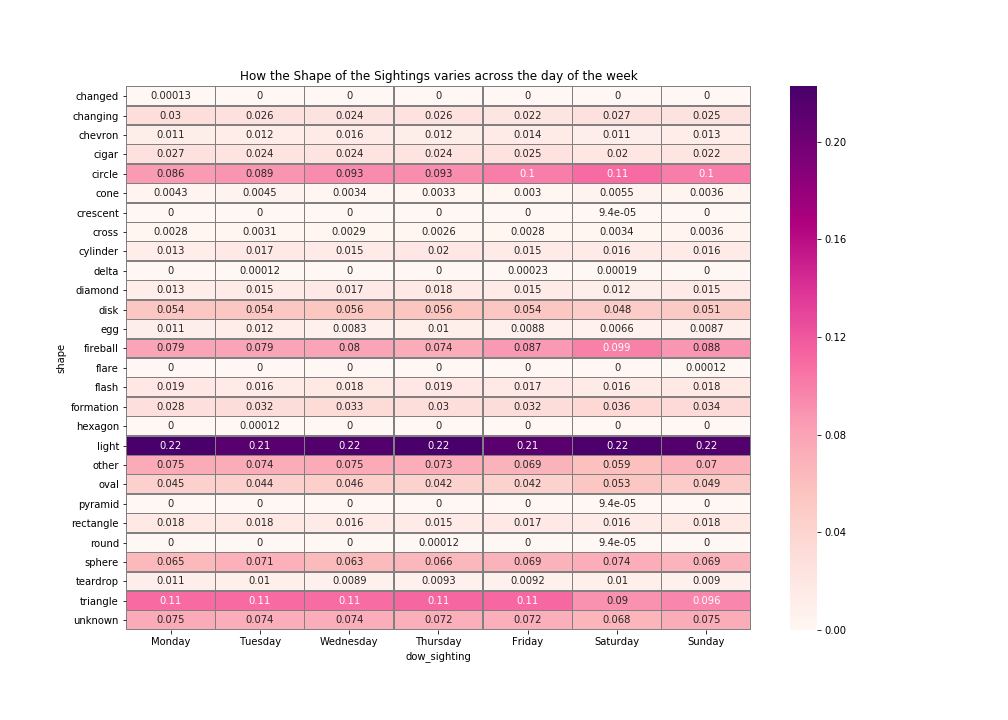 How the Shape of the Sightings varies across the day of the week
changed 0.00013 0 0 0 0 0 0
changing 0.03 0.026 0.024 0.026 0.022 0.027 0.025
chevron 0.011 0.012 0.016 0.012 0.014 0.011 0.013
cigar 0.027 0.024 0.024 0.024 0.025 0.02 0.022
circle 0.086 0.089 0.093 0.093 0.1 0.11 0.1
cone 0.0043 0.0045 0.0034 0.0033 0.003 0.0055 0.0036
crescent 0 0 0 0 0 9.4e-05 0
cross 0.0028 0.0031 0.0029 0.0026 0.0028 0.0034 0.0036
cylinder 0.013 0.017 0.015 0.02 0.015 0.016 0.016
delta 0 0.00012 0 0 0.00023 0.00019 0
diamond 0.013 0.015 0.017 0.018 0.015 0.012 0.015
disk 0.054 0.054 0.056 0.056 0.054 0.048 0.051
egg 0.011 0.012 0.0083 0.01 0.0088 0.0066 0.0087
fireball 0.079 0.079 0.08 0.074 0.087 0.099 0.088
flare 0 0 0 0 0 0 0.00012
flash 0.019 0.016 0.018 0.019 0.017 0.016 0.018
formation 0.028 0.032 0.033 0.03 0.032 0.036 0.034
hexagon 0 0.00012 0 0 0 0 0
light 0.22 0.21 0.22 0.22 0.21 0.22 0.22
other 0.075 0.074 0.075 0.073 0.069 0.059 0.07
oval 0.045 0.044 0.046 0.042 0.042 0.053 0.049
pyramid 0 0 0 0 0 9.4e-05 0
rectangle 0.018 0.018 0.016 0.015 0.017 0.016 0.018
round 0 0 0 0.00012 0 9.4e-05 0
sphere 0.065 0.071 0.063 0.066 0.069 0.074 0.069
teardrop 0.011 0.01 0.0089 0.0093 0.0092 0.01 0.009
triangle 0.11 0.11 0.11 0.11 0.11 0.09 0.096
unknown 0.075 0.074 0.074 0.072 0.072 0.068 0.075
Monday Tuesday Wednesday Thursday Friday Saturday Sunday
dow_sighting
shape
0.20
0.16
0.12
0.08
0.04
0.00